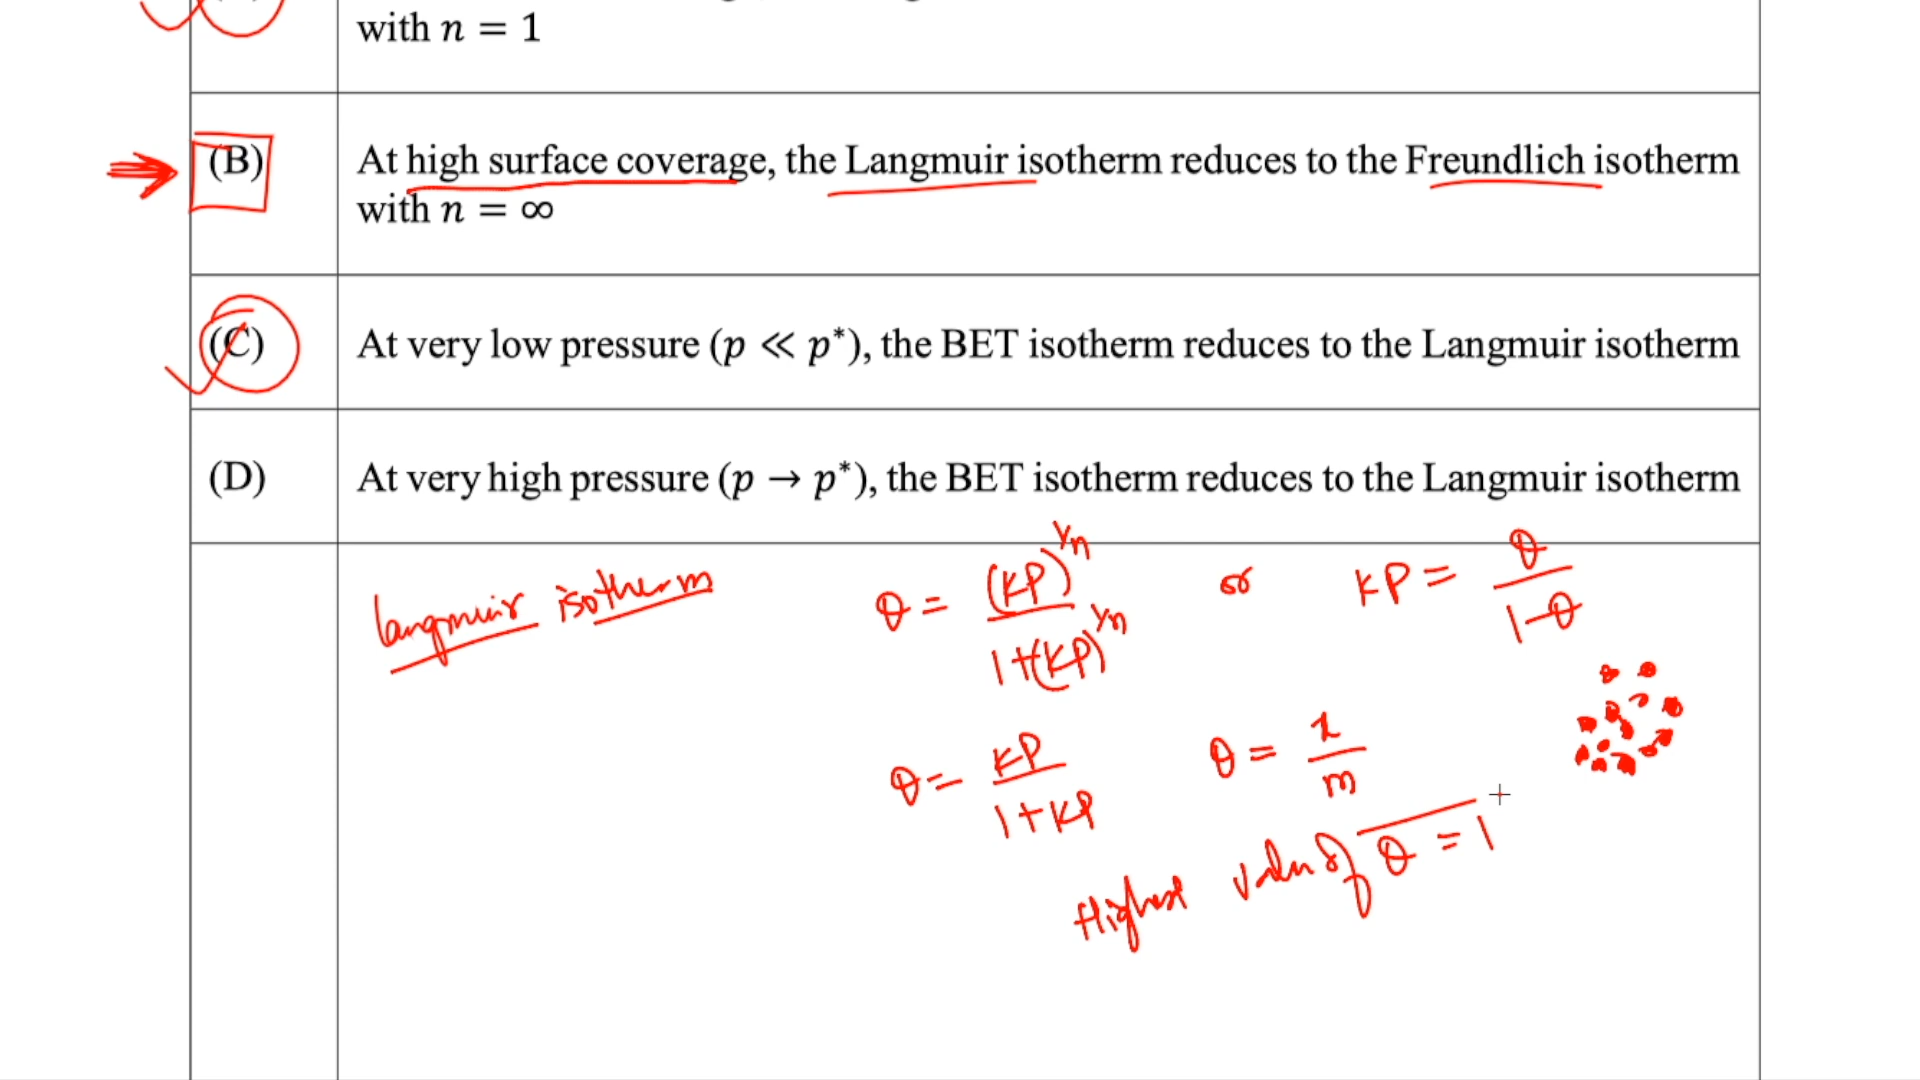 with n = 1
(B) At high surface coverage, the Langmuir isotherm reduces to the Freundlich isotherm
with n = ∞
(C) At very low pressure (p ≪ p*), the BET isotherm reduces to the Langmuir isotherm
(D) At very high pressure (p → p*), the BET isotherm reduces to the Langmuir isotherm
langmuir isotherm θ = (KP)^1/n / 1+(KP)^1/n or KP = θ / 1-θ
θ = KP / 1+KP θ = x / m
Highest value of θ = 1